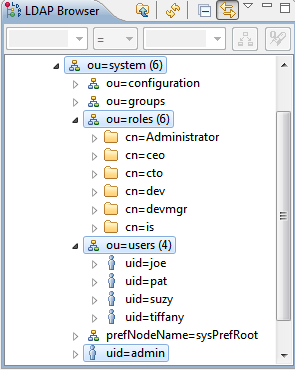 LDAP Browser
=
ou=system (6)
ou=configuration
ou=groups
ou=roles (6)
cn=Administrator
cn=ceo
cn=cto
cn=dev
cn=devmgr
cn=is
ou=users (4)
uid=joe
uid=pat
uid=suzy
uid=tiffany
prefNodeName=sysPrefRoot
uid=admin